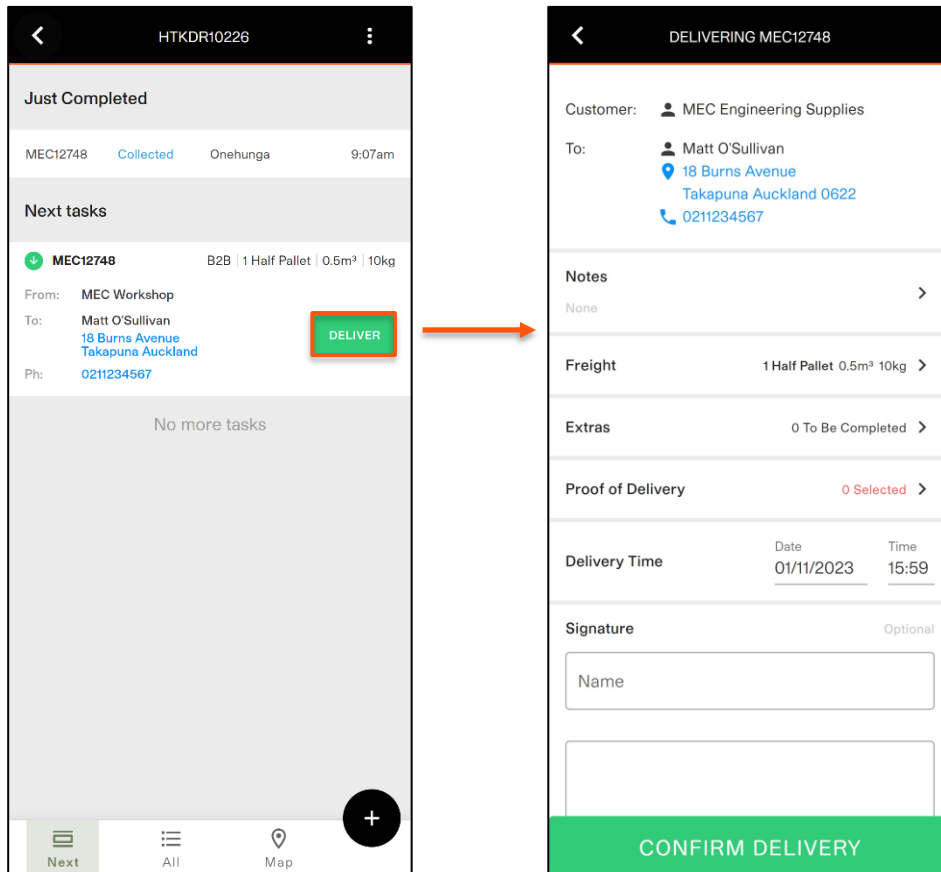 HTKDR10226
Just Completed
MEC12748 Collected Onehunga 9:07am
Next tasks
MEC12748 B2B | 1 Half Pallet | 0.5m³ | 10kg
From: MEC Workshop
To: Matt O'Sullivan
18 Burns Avenue
Takapuna Auckland
DELIVER
Ph: 0211234567
No more tasks
+
Next All Map
DELIVERING MEC12748
Customer: MEC Engineering Supplies
To: Matt O'Sullivan
18 Burns Avenue
Takapuna Auckland 0622
0211234567
Notes
None
Freight 1 Half Pallet 0.5m³ 10kg
Extras 0 To Be Completed
Proof of Delivery 0 Selected
Date Time
Delivery Time 01/11/2023 15:59
Signature Optional
Name
CONFIRM DELIVERY